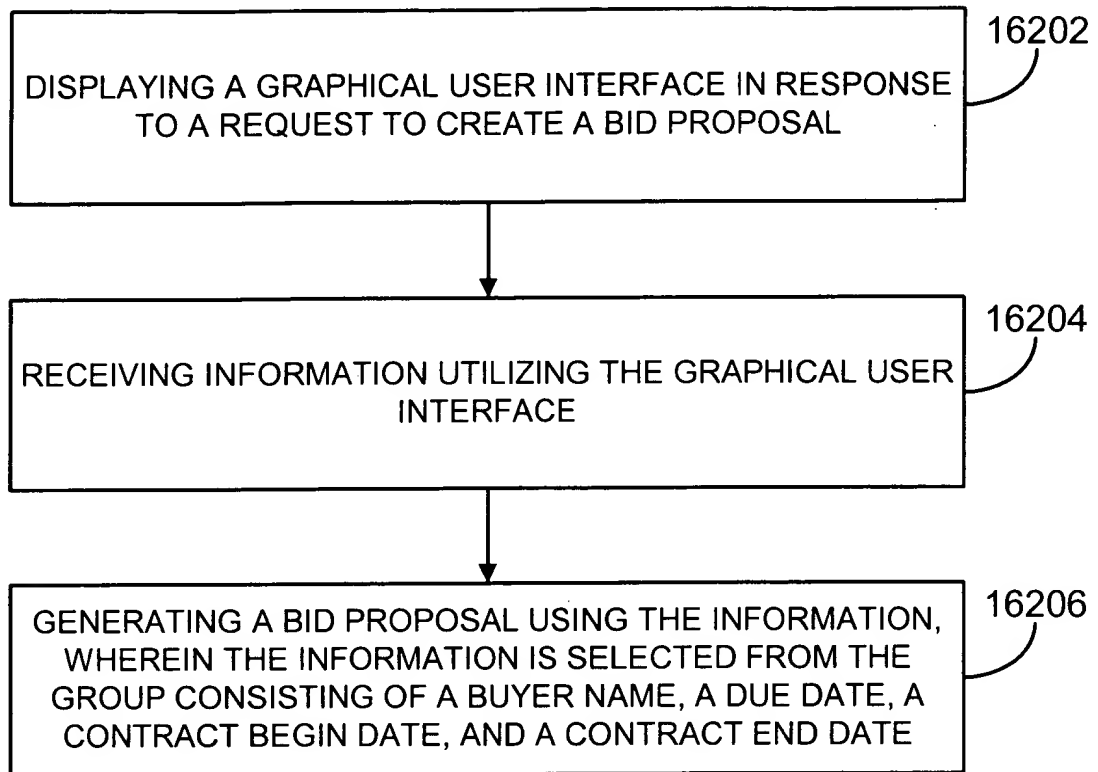 16202
DISPLAYING A GRAPHICAL USER INTERFACE IN RESPONSE
TO A REQUEST TO CREATE A BID PROPOSAL
16204
RECEIVING INFORMATION UTILIZING THE GRAPHICAL USER
INTERFACE
16206
GENERATING A BID PROPOSAL USING THE INFORMATION,
WHEREIN THE INFORMATION IS SELECTED FROM THE
GROUP CONSISTING OF A BUYER NAME, A DUE DATE, A
CONTRACT BEGIN DATE, AND A CONTRACT END DATE